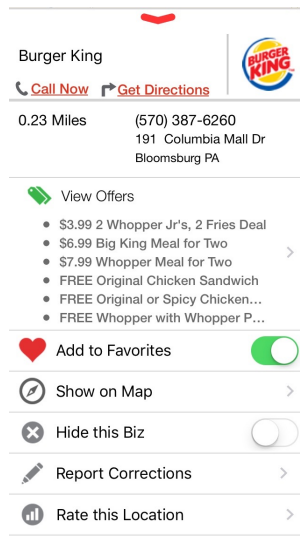 Burger King
BURGER
KING
Call Now Get Directions
0.23 Miles (570) 387-6260
191 Columbia Mall Dr
Bloomsburg PA
View Offers
• $3.99 2 Whopper Jr's, 2 Fries Deal
• $6.99 Big King Meal for Two
• $7.99 Whopper Meal for Two
• FREE Original Chicken Sandwich
• FREE Original or Spicy Chicken...
• FREE Whopper with Whopper P...
Add to Favorites
Show on Map
Hide this Biz
Report Corrections
Rate this Location